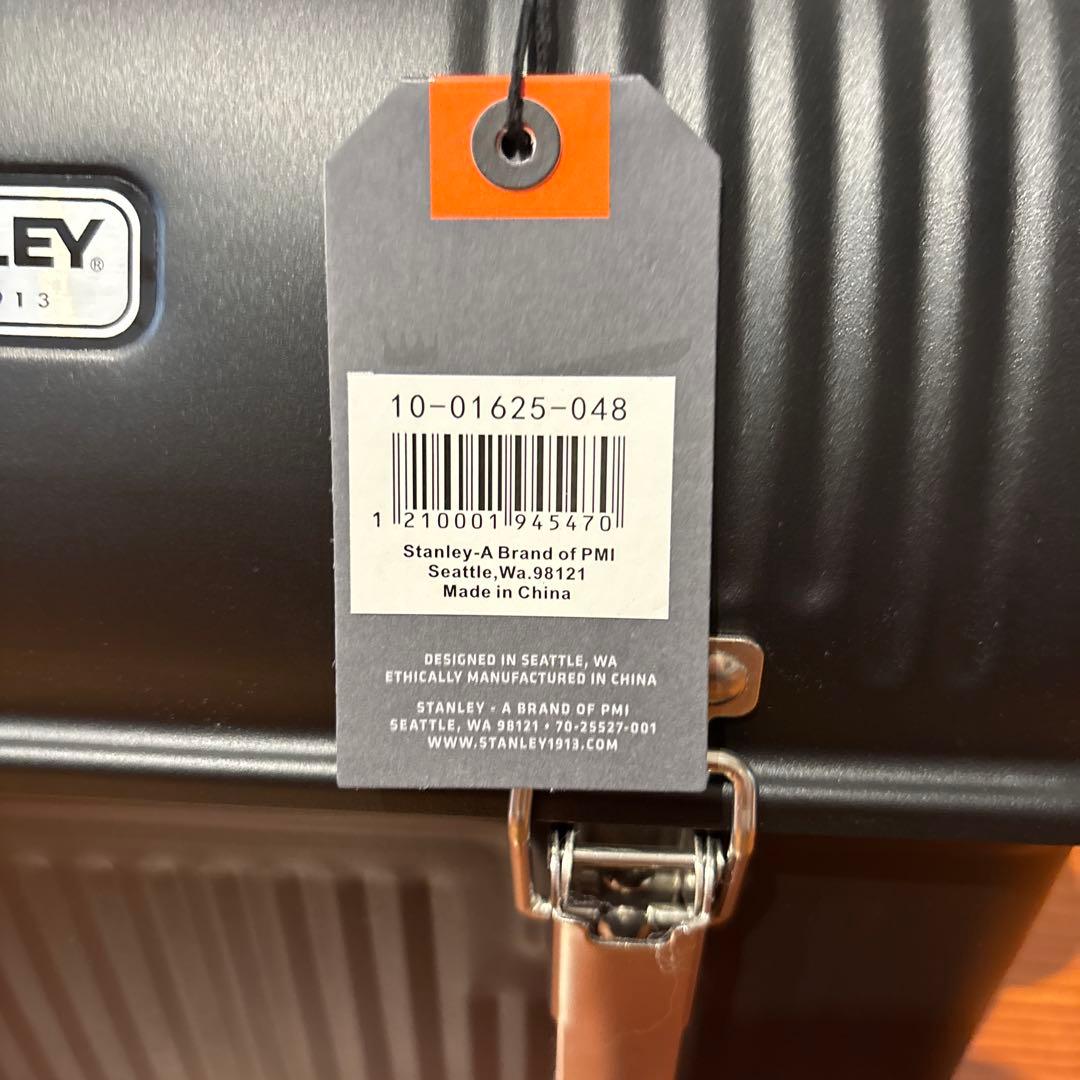 LEY®
913
10-01625-048
1 210001 945470
Stanley-A Brand of PMI
Seattle,Wa.98121
Made in China
DESIGNED IN SEATTLE, WA
ETHICALLY MANUFACTURED IN CHINA
STANLEY - A BRAND OF PMI
SEATTLE, WA 98121 • 70-25527-001
WWW.STANLEY1913.COM